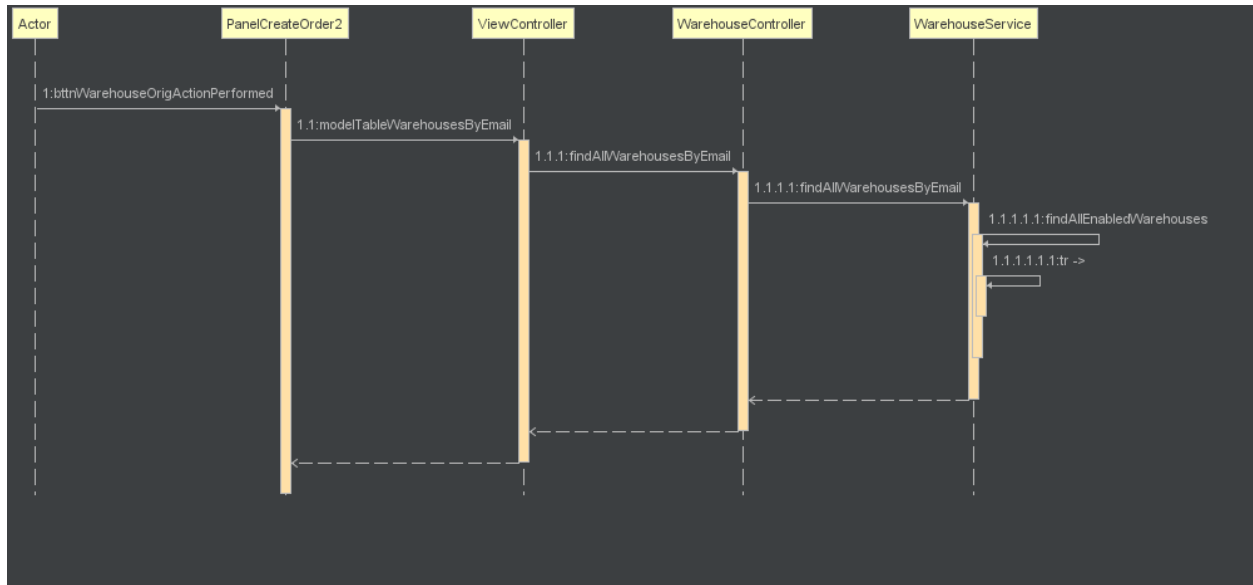 Actor
PanelCreateOrder2
ViewController
WarehouseController
WarehouseService
1:bttnWarehouseOrigActionPerformed
1.1:modelTableWarehousesByEmail
1.1.1:findAllWarehousesByEmail
1.1.1.1:findAllWarehousesByEmail
1.1.1.1.1:findAllEnabledWarehouses
1.1.1.1.1.1:tr ->